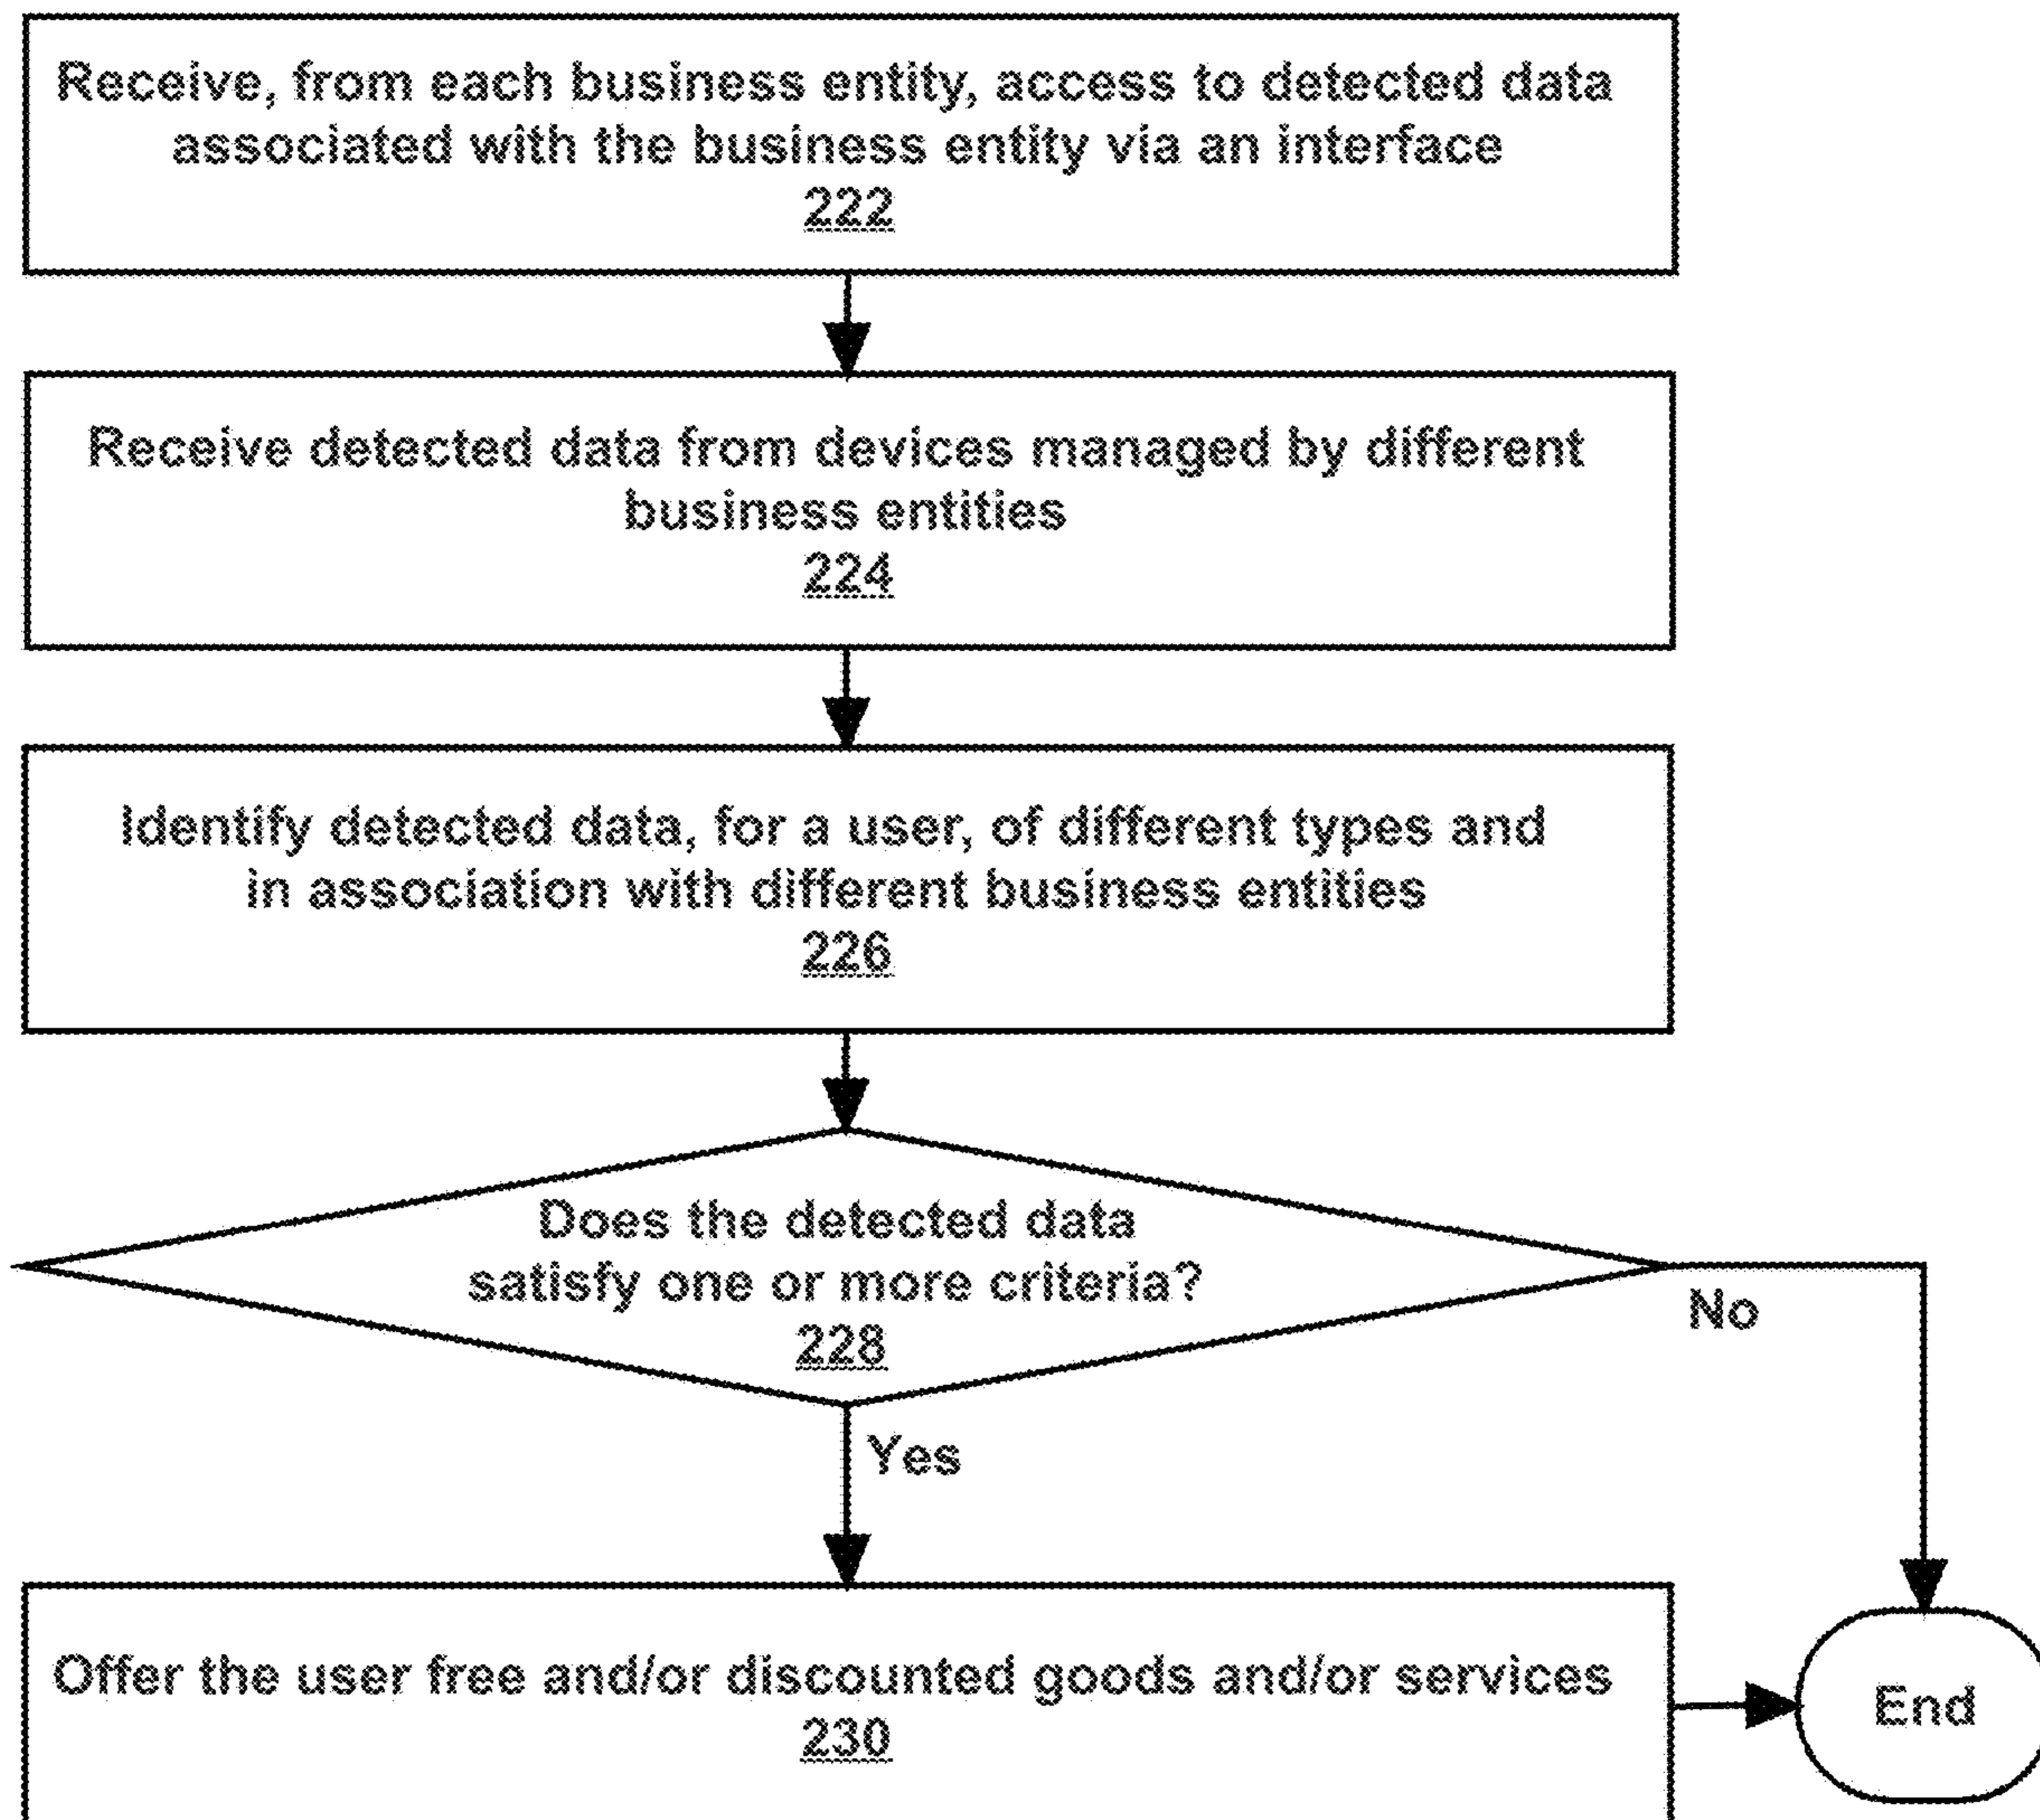 Receive, from each business entity, access to detected data
associated with the business entity via an interface
222
Receive detected data from devices managed by different
business entities
224
Identify detected data, for a user, of different types and
in association with different business entities
226
Does the detected data
satisfy one or more criteria?
228
No
Yes
Offer the user free and/or discounted goods and/or services
230
End